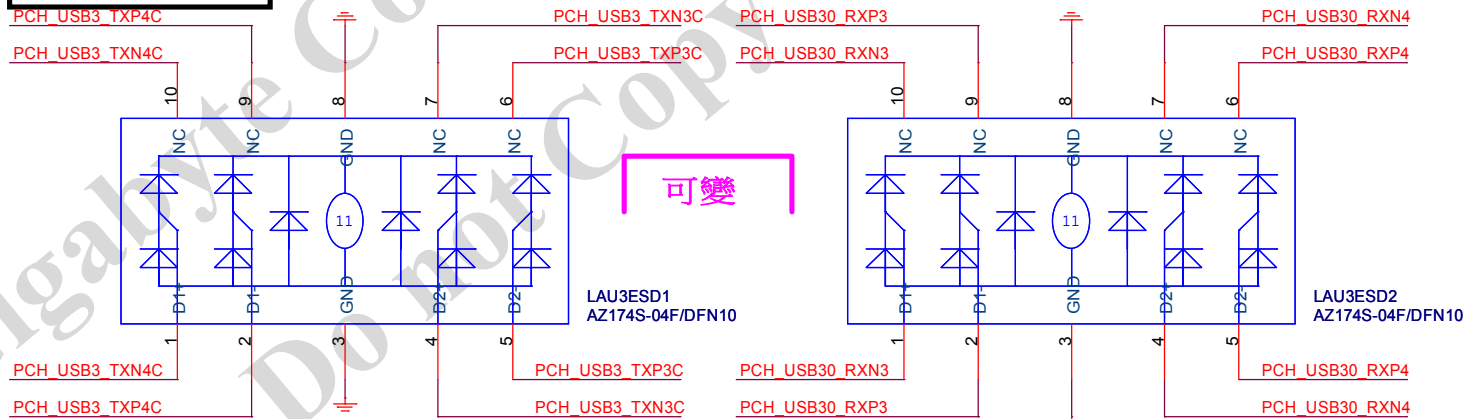 PCH_USB3_TXP4C PCH_USB3_TXN3C PCH_USB30_RXP3 PCH_USB30_RXN4
PCH_USB3_TXN4C PCH_USB3_TXP3C PCH_USB30_RXN3 PCH_USB30_RXP4
10 9 8 7 6 10 9 8 7 6
NC NC GND NC NC NC NC GND NC NC
可變
11 11
D1+ D1- GND D2+ D2- D1+ D1- GND D2+ D2-
LAU3ESD1
AZ174S-04F/DFN10
LAU3ESD2
AZ174S-04F/DFN10
1 2 3 4 5 1 2 3 4 5
PCH_USB3_TXN4C PCH_USB3_TXP3C PCH_USB30_RXN3 PCH_USB30_RXP4
PCH_USB3_TXP4C PCH_USB3_TXN3C PCH_USB30_RXP3 PCH_USB30_RXN4
Do not Copy